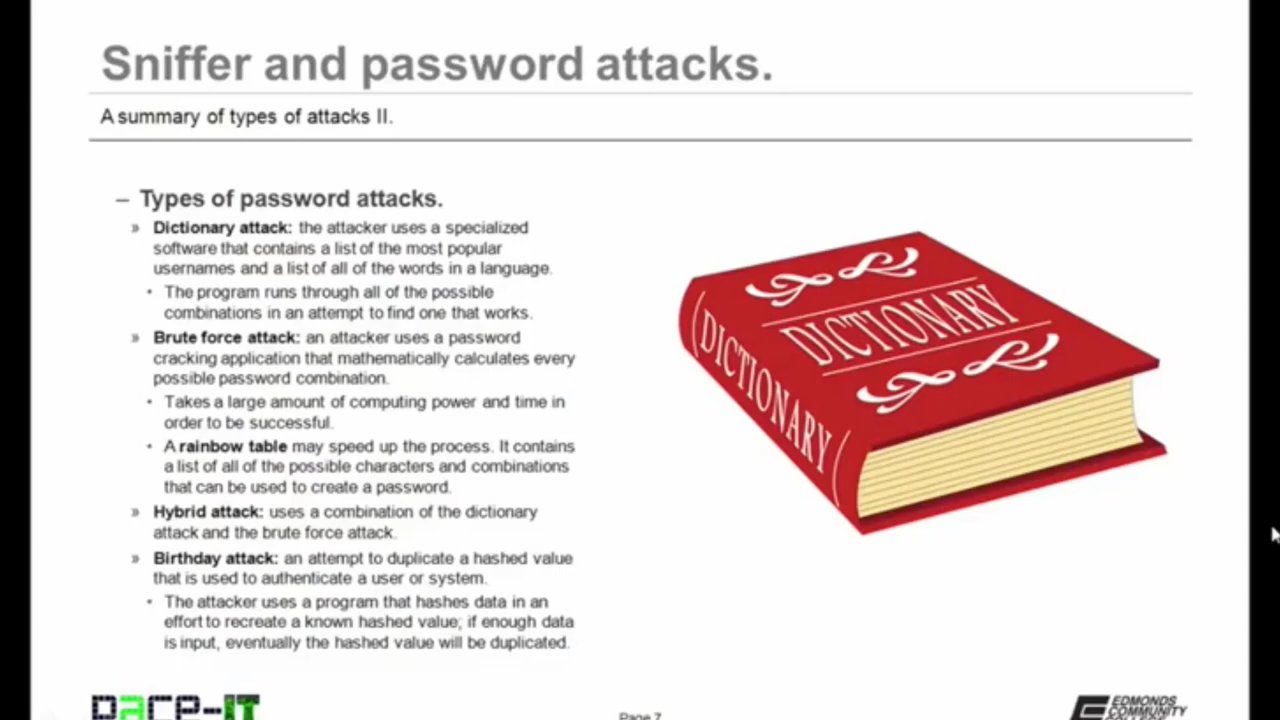 Sniffer and password attacks.
A summary of types of attacks II.
– Types of password attacks.
» Dictionary attack: the attacker uses a specialized
software that contains a list of the most popular
usernames and a list of all of the words in a language.
• The program runs through all of the possible
combinations in an attempt to find one that works.
» Brute force attack: an attacker uses a password
cracking application that mathematically calculates every
possible password combination.
• Takes a large amount of computing power and time in
order to be successful.
• A rainbow table may speed up the process. It contains
a list of all of the possible characters and combinations
that can be used to create a password.
» Hybrid attack: uses a combination of the dictionary
attack and the brute force attack.
» Birthday attack: an attempt to duplicate a hashed value
that is used to authenticate a user or system.
• The attacker uses a program that hashes data in an
effort to recreate a known hashed value; if enough data
is input, eventually the hashed value will be duplicated.
DICTIONARY
DICTIONARY
PACE-IT
Page 7
EDMONDS
COMMUNITY